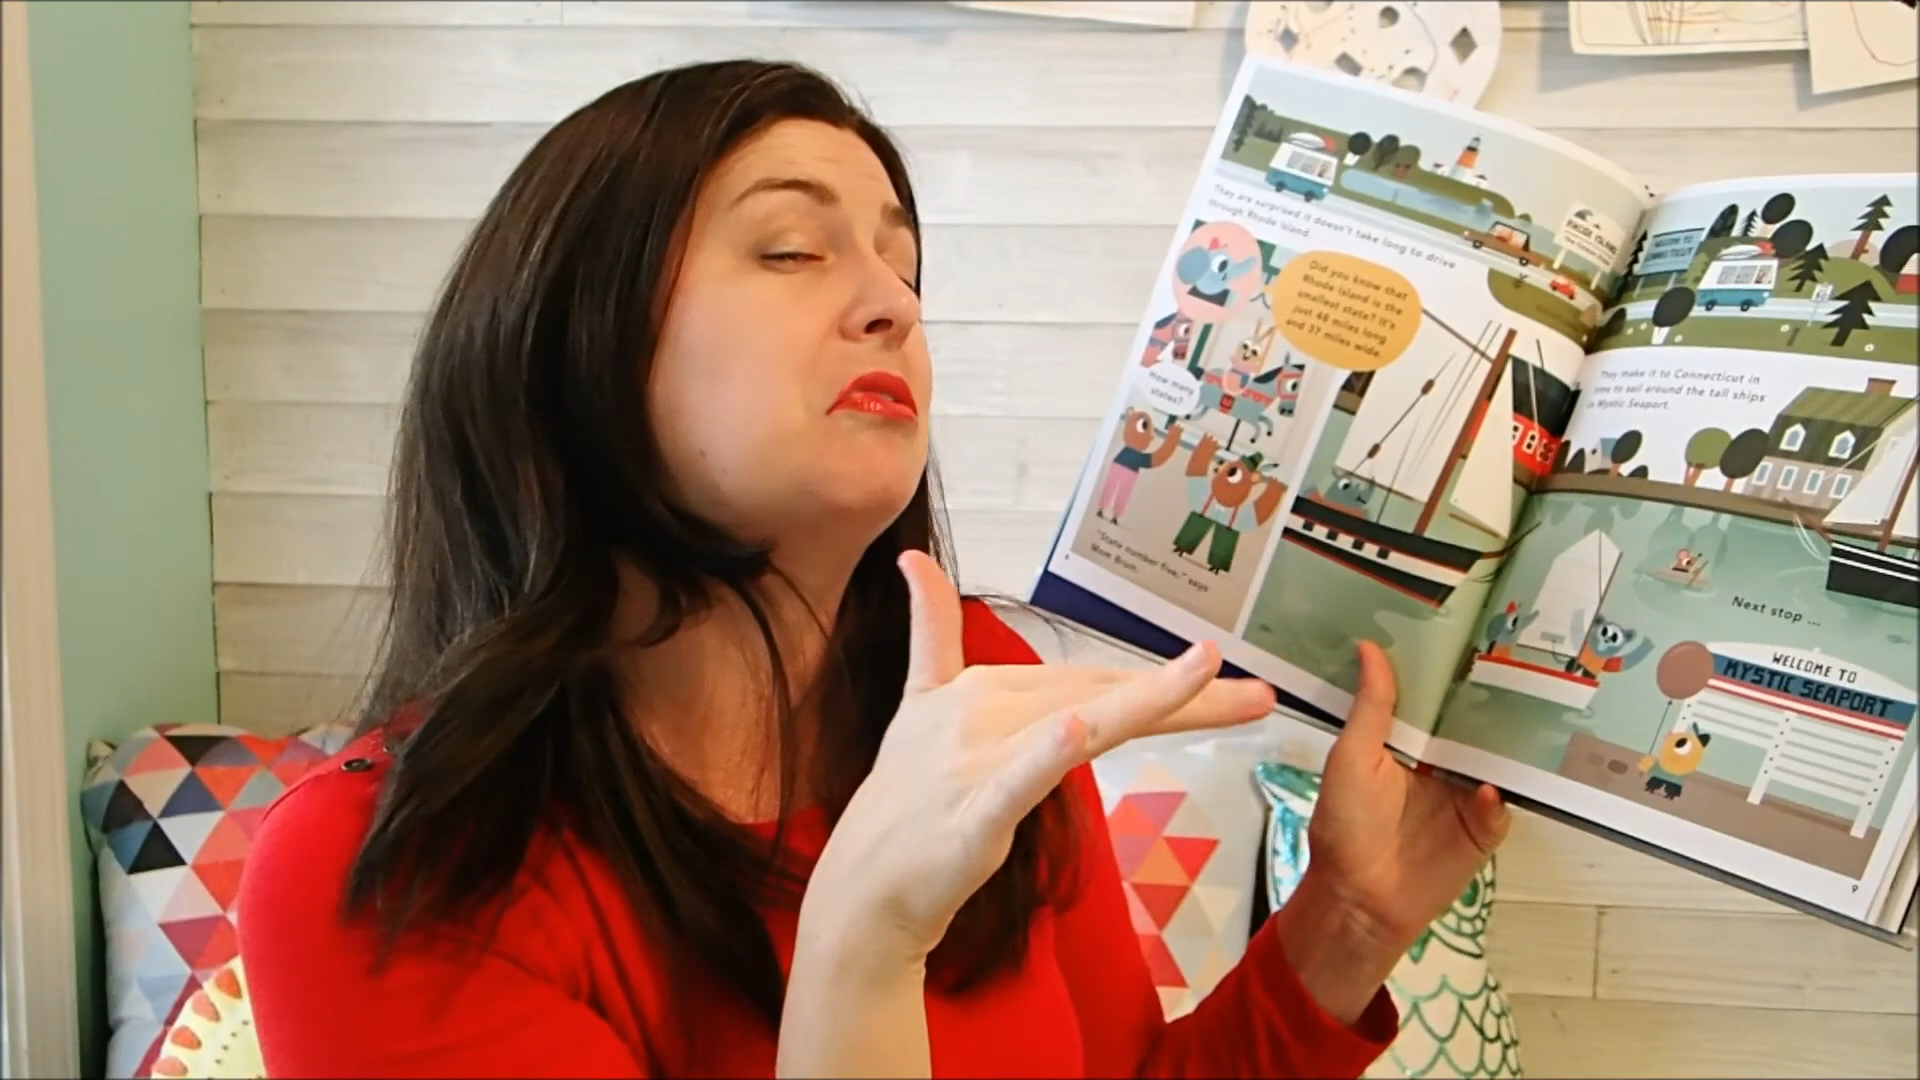 They are surprised it doesn't take long to drive
through Rhode Island.
RHODE ISLAND
Did you know that
Rhode Island is the
smallest state? It's
just 48 miles long
and 37 miles wide.
How many
states?
"State number five," says
Mom Brum.
WELCOME TO
CONNECTICUT
They make it to Connecticut in
time to sail around the tall ships
in Mystic Seaport.
Next stop ...
WELCOME TO
MYSTIC SEAPORT
9